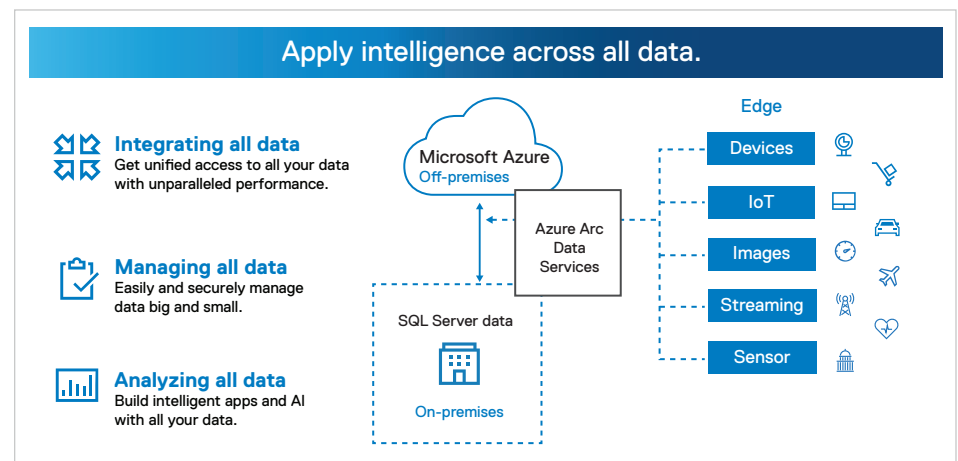 Apply intelligence across all data.
Integrating all data
Get unified access to all your data
with unparalleled performance.
Managing all data
Easily and securely manage
data big and small.
Analyzing all data
Build intelligent apps and AI
with all your data.
Microsoft Azure
Off-premises
Azure Arc
Data
Services
SQL Server data
On-premises
Edge
Devices
IoT
Images
Streaming
Sensor